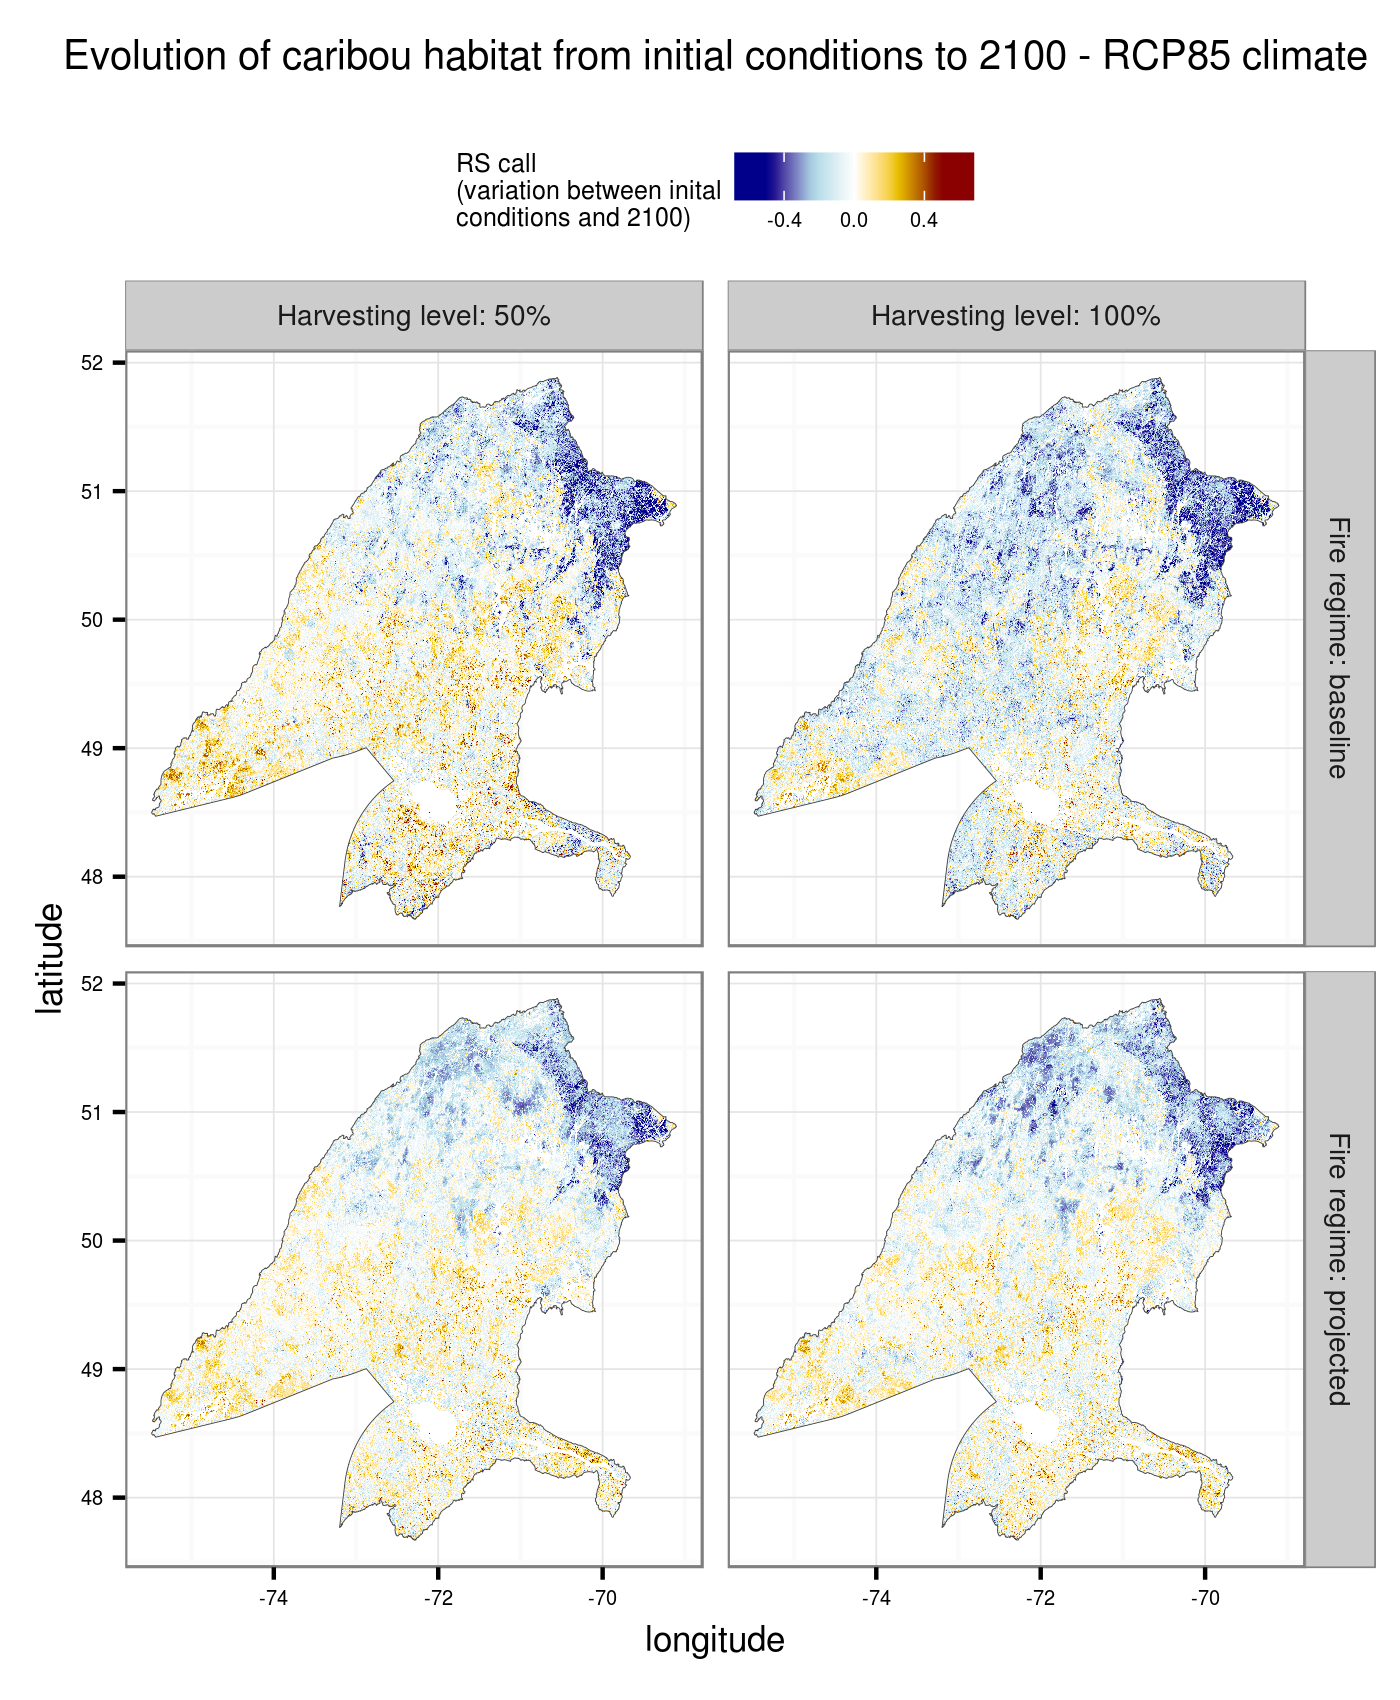 Evolution of caribou habitat from initial conditions to 2100 - RCP85 climate
RS call
(variation between inital
conditions and 2100)
-0.4 0.0 0.4
Harvesting level: 50%
Harvesting level: 100%
52
51
50
49
48
Fire regime: baseline
latitude
52
51
50
49
48
Fire regime: projected
-74 -72 -70
-74 -72 -70
longitude